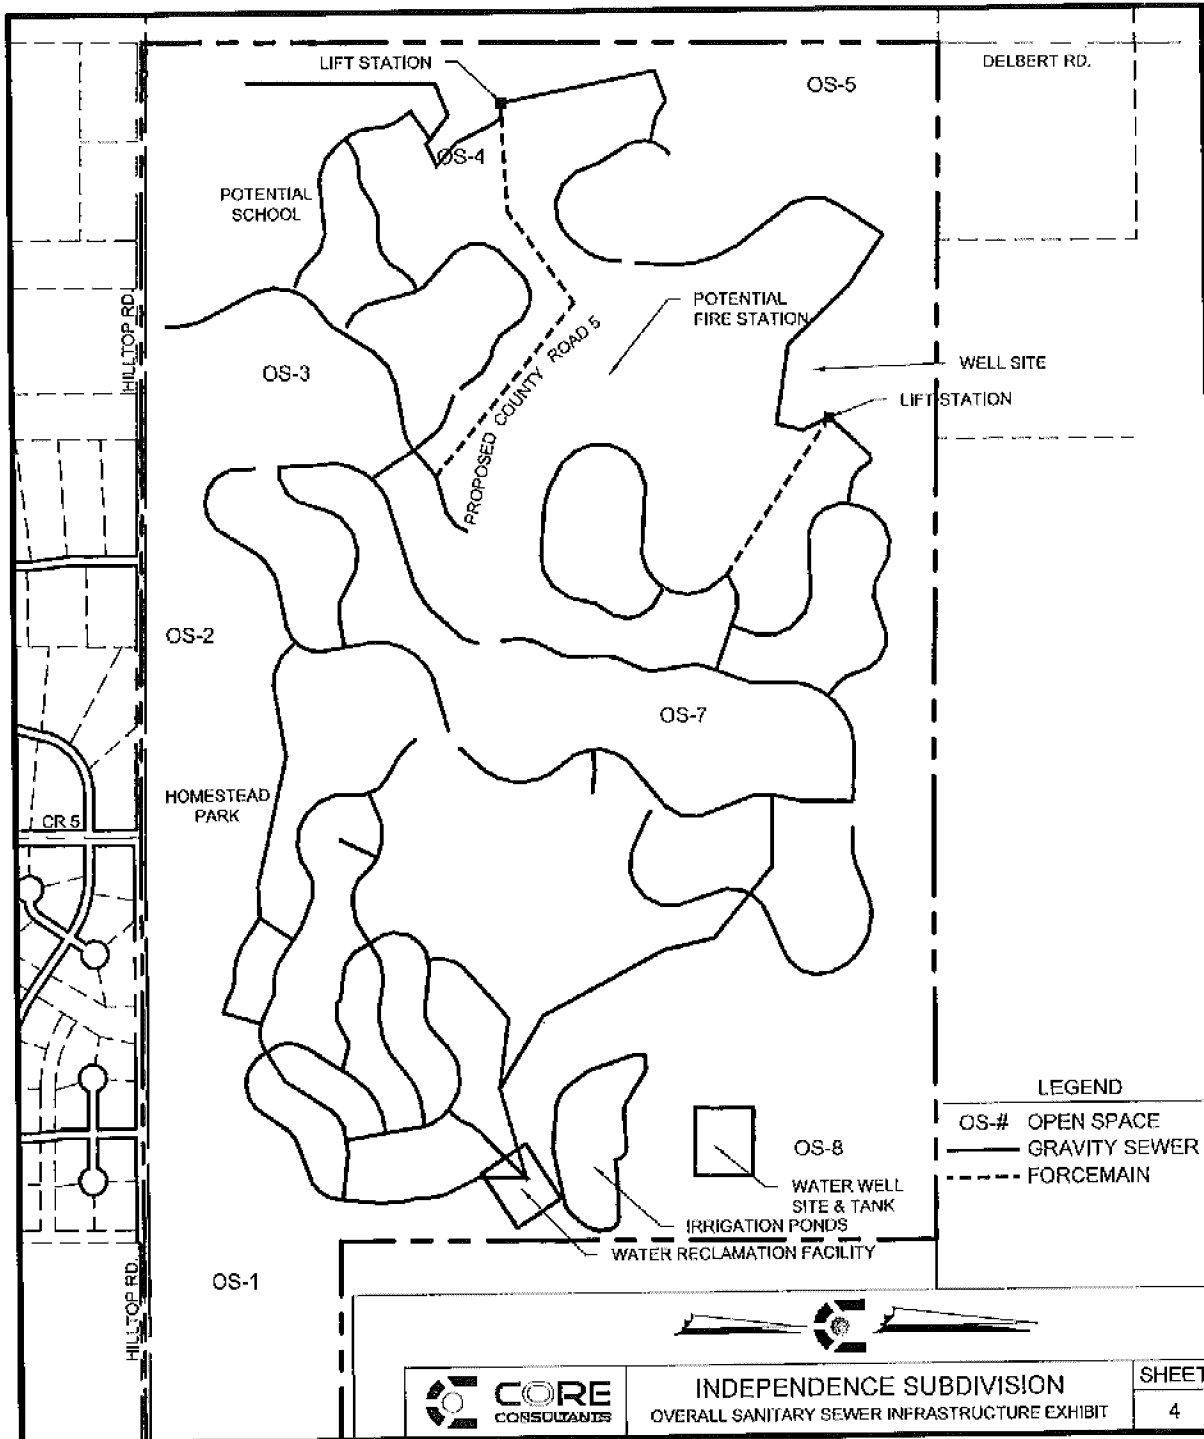 LIFT STATION
DELBERT RD.
OS-5
OS-4
POTENTIAL
SCHOOL
HILLTOP RD.
POTENTIAL
FIRE STATION
PROPOSED COUNTY ROAD 5
OS-3
WELL SITE
LIFT STATION
OS-2
OS-7
HOMESTEAD
PARK
CR 5
LEGEND
OS-# OPEN SPACE
GRAVITY SEWER
FORCEMAIN
OS-8
WATER WELL
SITE & TANK
IRRIGATION PONDS
WATER RECLAMATION FACILITY
OS-1
HILLTOP RD.
CORE
CONSULTANTS
INDEPENDENCE SUBDIVISION
OVERALL SANITARY SEWER INFRASTRUCTURE EXHIBIT
SHEET
4